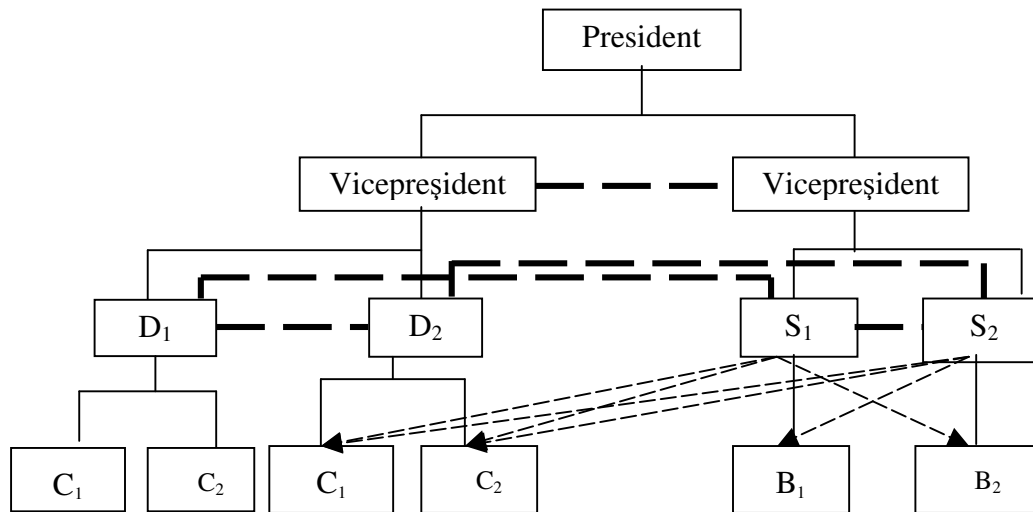 President
Vicepreşident
Vicepreşident
D₁
D₂
S₁
S₂
C₁
C₂
C₁
C₂
B₁
B₂